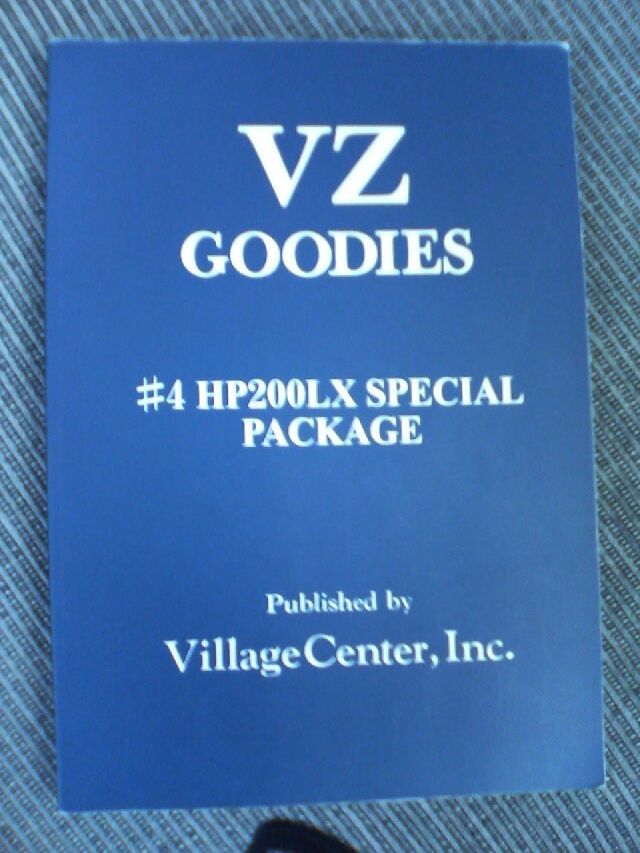 VZ
GOODIES
#4 HP200LX SPECIAL
PACKAGE
Published by
VillageCenter, Inc.